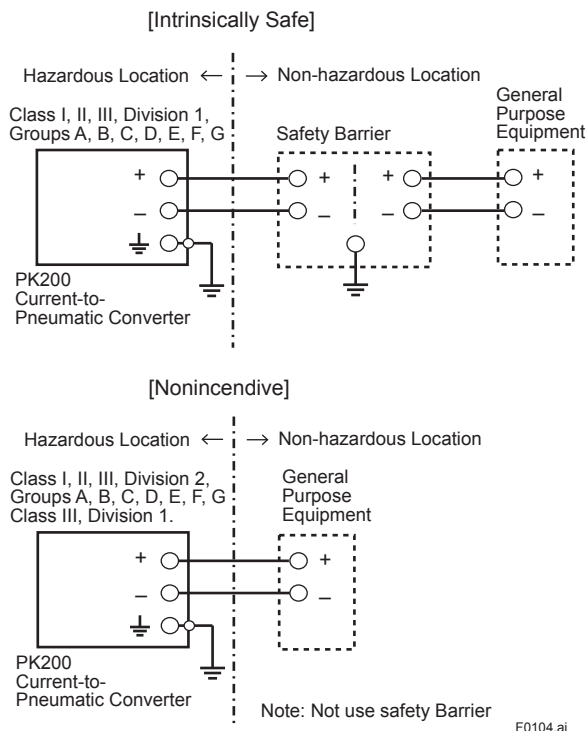 [Intrinsically Safe]
Hazardous Location ← → Non-hazardous Location
Class I, II, III, Division 1,
Groups A, B, C, D, E, F, G
Safety Barrier
General
Purpose
Equipment
+ + + +
– – – –
PK200
Current-to-
Pneumatic Converter
[Nonincendive]
Hazardous Location ← → Non-hazardous Location
Class I, II, III, Division 2,
Groups A, B, C, D, E, F, G
Class III, Division 1.
General
Purpose
Equipment
+ +
– –
PK200
Current-to-
Pneumatic Converter
Note: Not use safety Barrier
F0104.ai